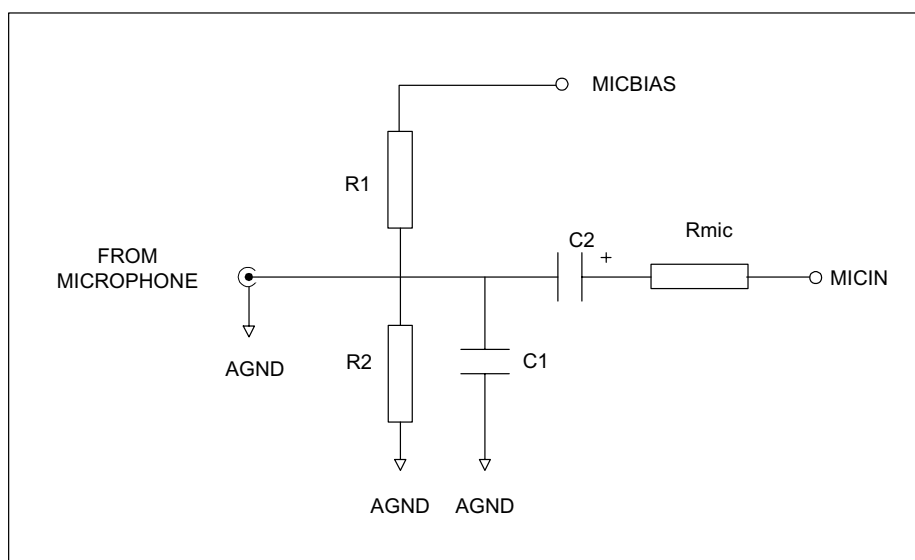 MICBIAS
R1
C2
+
Rmic
FROM
MICROPHONE
MICIN
AGND
R2
C1
AGND
AGND